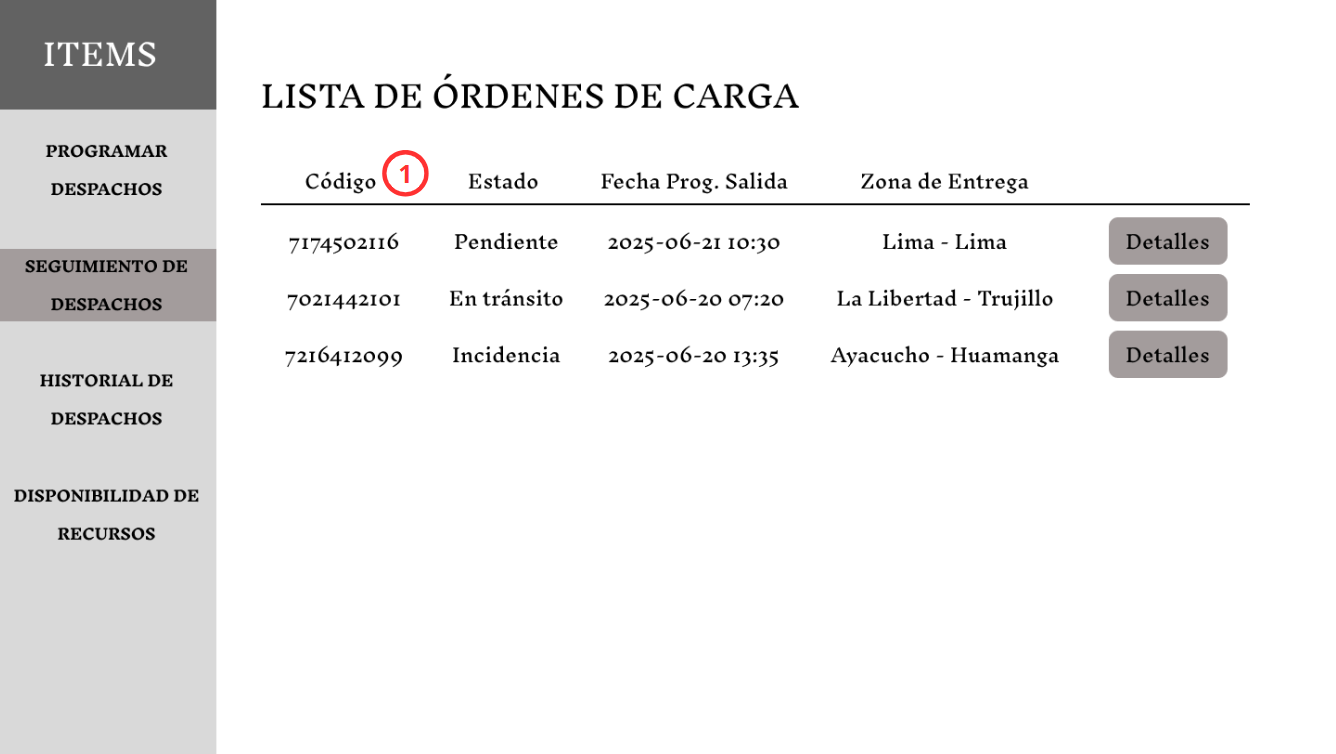 ITEMS
PROGRAMAR
DESPACHOS
SEGUIMIENTO DE
DESPACHOS
HISTORIAL DE
DESPACHOS
DISPONIBILIDAD DE
RECURSOS
LISTA DE ÓRDENES DE CARGA
Código 1 Estado Fecha Prog. Salida Zona de Entrega
7174502116 Pendiente 2025-06-21 10:30 Lima - Lima Detalles
7021442101 En tránsito 2025-06-20 07:20 La Libertad - Trujillo Detalles
7216412099 Incidencia 2025-06-20 13:35 Ayacucho - Huamanga Detalles